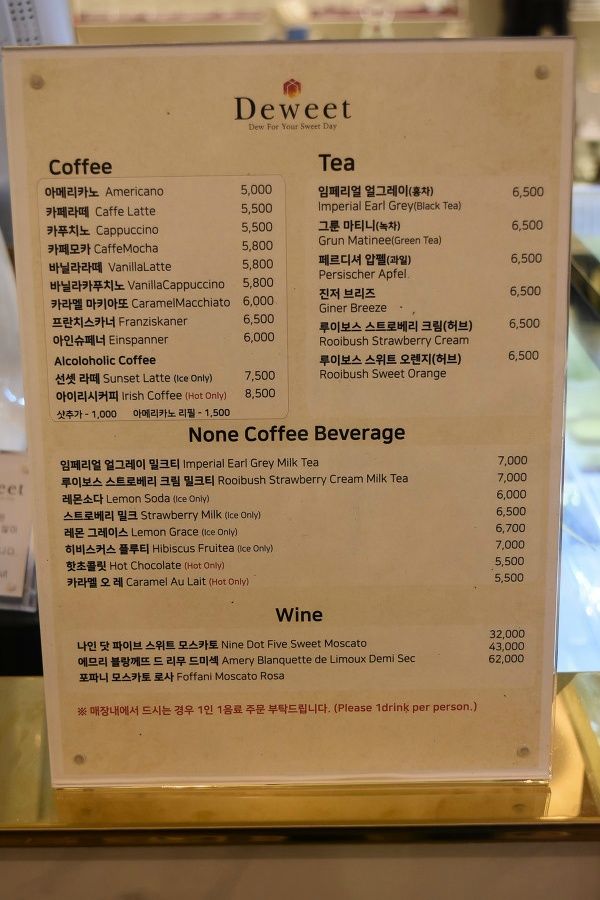 Deweet
Dew For Your Sweet Day
Coffee
아메리카노 Americano 5,000
카페라떼 Caffe Latte 5,500
카푸치노 Cappuccino 5,500
카페모카 CaffeMocha 5,800
바닐라라떼 VanillaLatte 5,800
바닐라카푸치노 VanillaCappuccino 5,800
카라멜 마키아또 CaramelMacchiato 6,000
프란치스카너 Franziskaner 6,500
아인슈페너 Einspanner 6,000
Alcoloholic Coffee
선셋 라떼 Sunset Latte (Ice Only) 7,500
아이리시커피 Irish Coffee (Hot Only) 8,500
샷추가 - 1,000 아메리카노 리필 - 1,500
Tea
임페리얼 얼그레이(홍차) 6,500
Imperial Earl Grey(Black Tea)
그룬 마티니(녹차) 6,500
Grun Matinee(Green Tea)
페르디셔 압펠(과일) 6,500
Persischer Apfel
진저 브리즈 6,500
Giner Breeze
루이보스 스트로베리 크림(허브) 6,500
Rooibush Strawberry Cream
루이보스 스위트 오렌지(허브) 6,500
Rooibush Sweet Orange
None Coffee Beverage
임페리얼 얼그레이 밀크티 Imperial Earl Grey Milk Tea 7,000
루이보스 스트로베리 크림 밀크티 Rooibush Strawberry Cream Milk Tea 7,000
레몬소다 Lemon Soda (Ice Only) 6,000
스트로베리 밀크 Strawberry Milk (Ice Only) 6,500
레몬 그레이스 Lemon Grace (Ice Only) 6,700
히비스커스 플루티 Hibiscus Fruitea (Ice Only) 7,000
핫초콜릿 Hot Chocolate (Hot Only) 5,500
카라멜 오 레 Caramel Au Lait (Hot Only) 5,500
Wine
나인 닷 파이브 스위트 모스카토 Nine Dot Five Sweet Moscato 32,000
에므리 블랑께뜨 드 리무 드미섹 Amery Blanquette de Limoux Demi Sec 43,000
포파니 모스카토 로사 Foffani Moscato Rosa 62,000
※ 매장내에서 드시는 경우 1인 1음료 주문 부탁드립니다. (Please 1drink per person.)